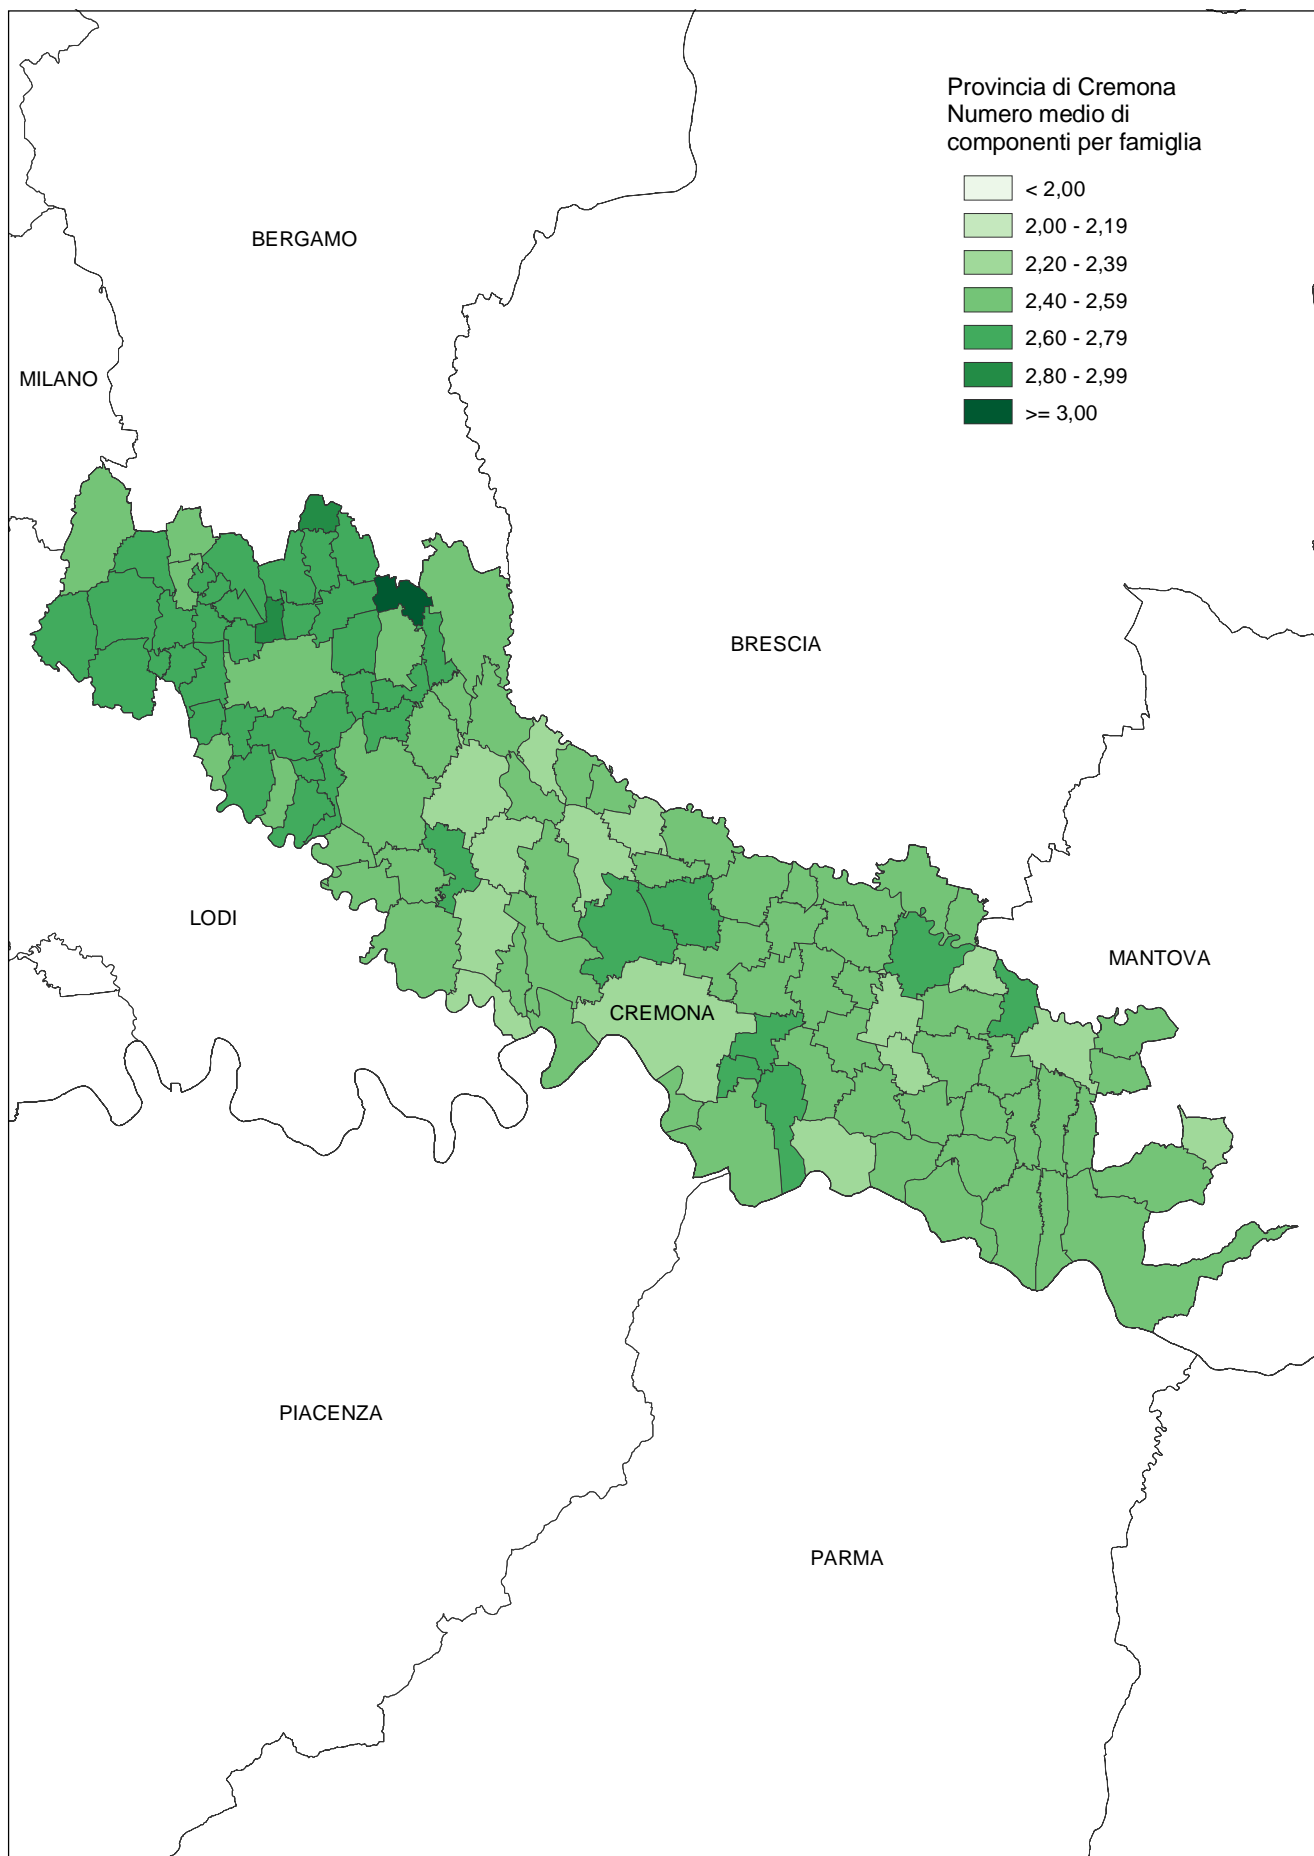 Provincia di Cremona
Numero medio di
componenti per famiglia
< 2,00
2,00 - 2,19
2,20 - 2,39
2,40 - 2,59
2,60 - 2,79
2,80 - 2,99
>= 3,00
BERGAMO
MILANO
BRESCIA
LODI
MANTOVA
CREMONA
PIACENZA
PARMA